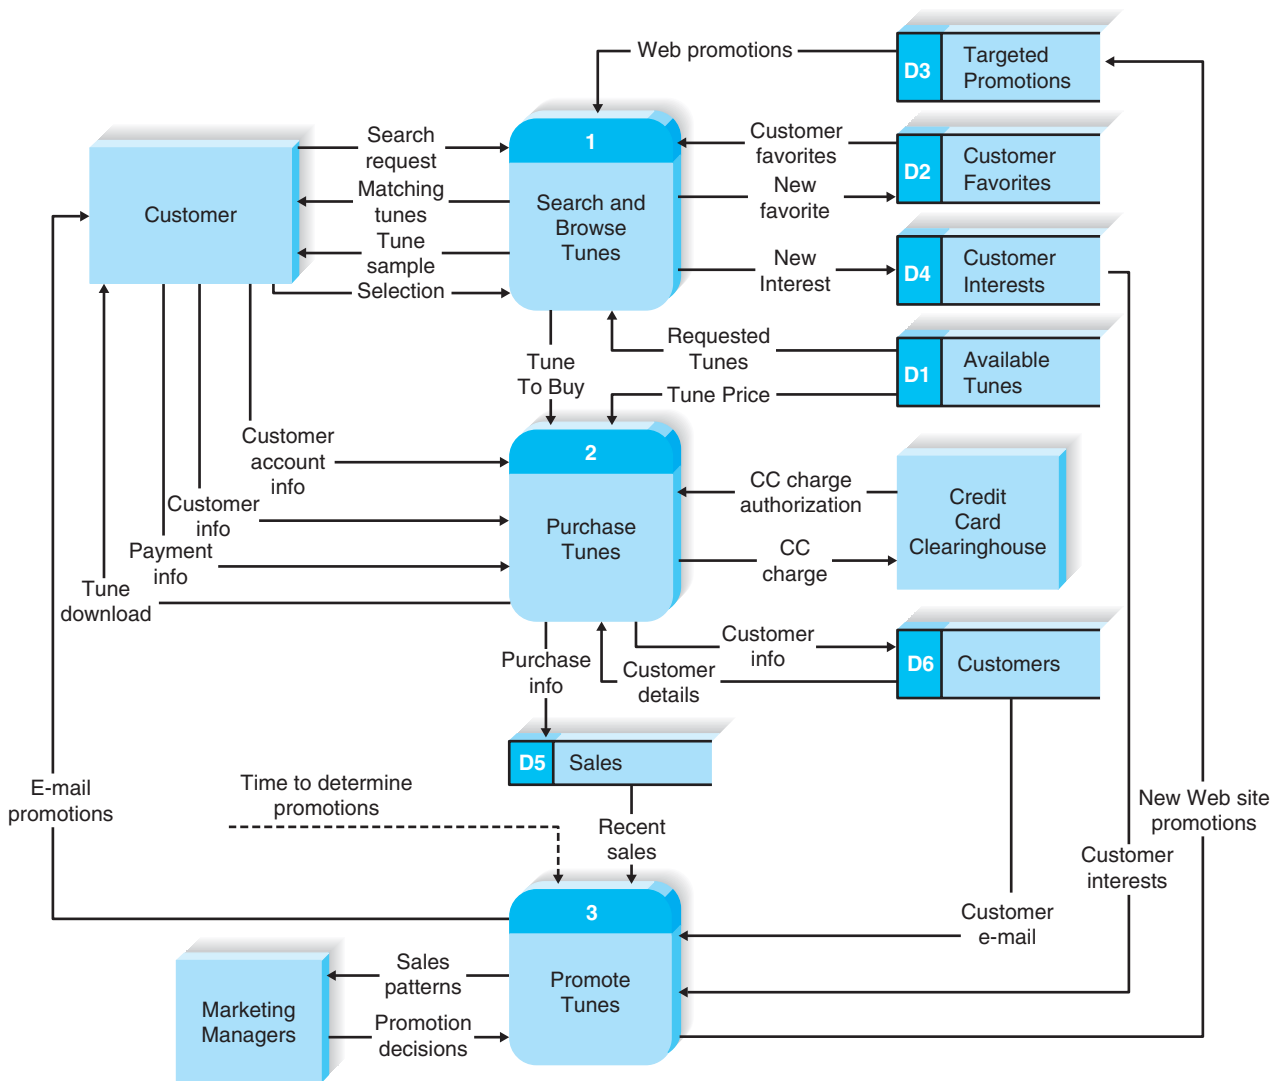 Web promotions
D3
Targeted
Promotions
Search
request
1
Customer
favorites
D2
Customer
Favorites
Customer
Matching
tunes
Search and
Browse
Tunes
New
favorite
Tune
sample
New
Interest
D4
Customer
Interests
Selection
Tune
To Buy
Requested
Tunes
D1
Available
Tunes
Tune Price
Customer
account
info
2
Purchase
Tunes
CC charge
authorization
Credit
Card
Clearinghouse
Customer
info
Payment
info
CC
charge
Tune
download
Purchase
info
Customer
info
Customer
details
D6
Customers
D5
Sales
E-mail
promotions
Time to determine
promotions
Recent
sales
New Web site
promotions
Customer
interests
3
Promote
Tunes
Customer
e-mail
Sales
patterns
Marketing
Managers
Promotion
decisions